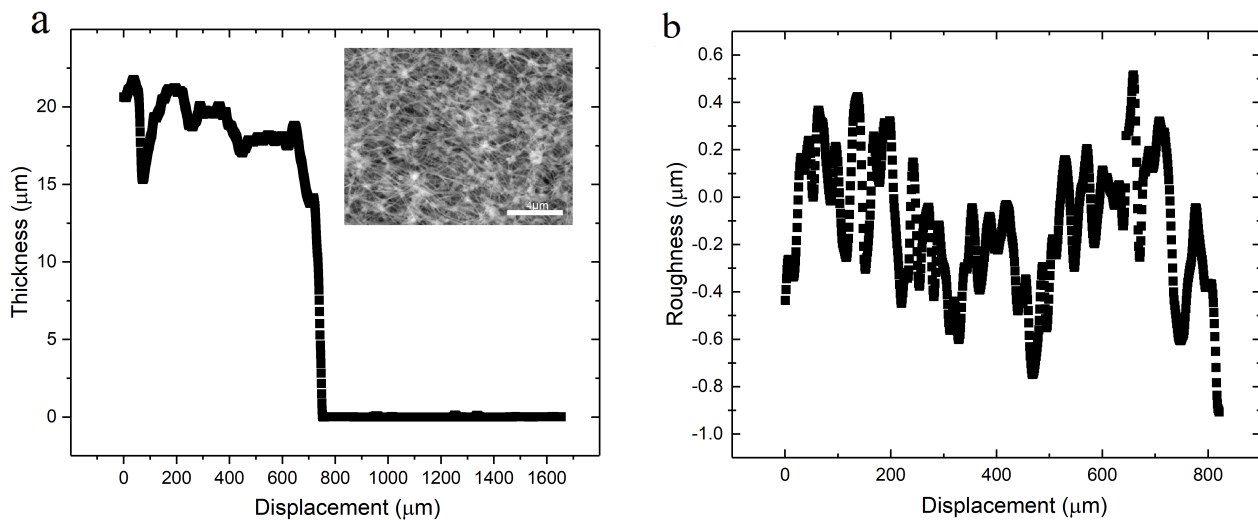 a
Thickness (μm)
20
15
10
5
0
4μm
0 200 400 600 800 1000 1200 1400 1600
Displacement (μm)
b
Roughness (μm)
0.6
0.4
0.2
0.0
-0.2
-0.4
-0.6
-0.8
-1.0
0 200 400 600 800
Displacement (μm)